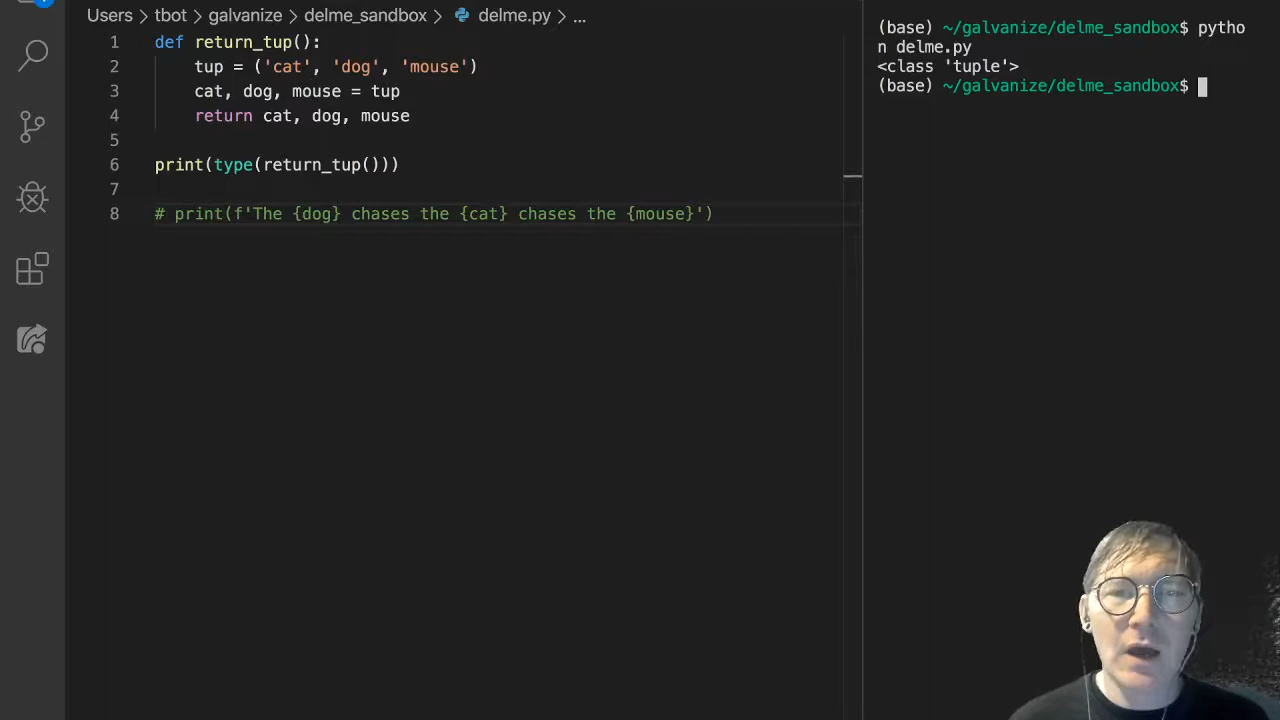 Users > tbot > galvanize > delme_sandbox > delme.py > ...
1 def return_tup():
2     tup = ('cat', 'dog', 'mouse')
3     cat, dog, mouse = tup
4     return cat, dog, mouse
5
6 print(type(return_tup()))
7
8 # print(f'The {dog} chases the {cat} chases the {mouse}')
(base) ~/galvanize/delme_sandbox$ pytho
n delme.py
<class 'tuple'>
(base) ~/galvanize/delme_sandbox$